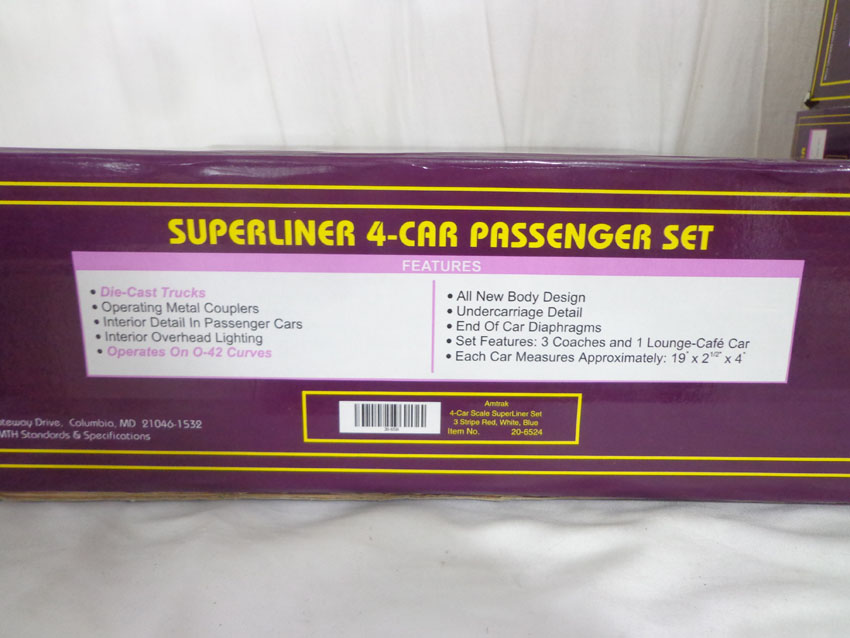 SUPERLINER 4-CAR PASSENGER SET
FEATURES
• Die-Cast Trucks
• Operating Metal Couplers
• Interior Detail In Passenger Cars
• Interior Overhead Lighting
• Operates On O-42 Curves
• All New Body Design
• Undercarriage Detail
• End Of Car Diaphragms
• Set Features: 3 Coaches and 1 Lounge-Café Car
• Each Car Measures Approximately: 19" x 2 1/2" x 4"
Amtrak
4-Car Scale SuperLiner Set
3 Stripe Red, White, Blue
Item No. 20-6524
ateway Drive, Columbia, MD 21046-1532
MTH Standards & Specifications